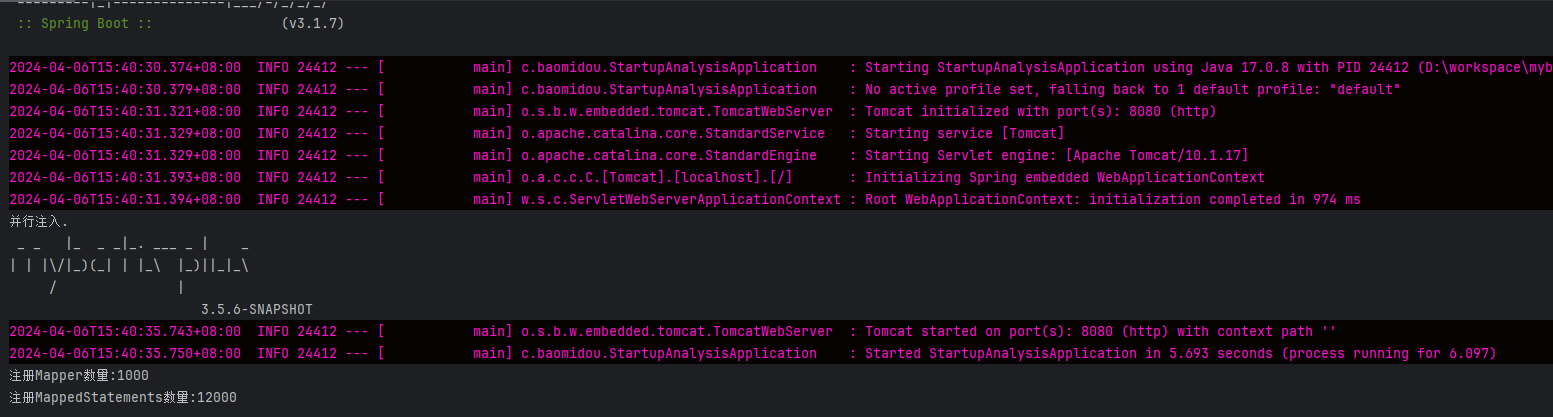 :: Spring Boot ::                (v3.1.7)
2024-04-06T15:40:30.374+08:00  INFO 24412 --- [           main] c.baomidou.StartupAnalysisApplication    : Starting StartupAnalysisApplication using Java 17.0.8 with PID 24412 (D:\workspace\myb
2024-04-06T15:40:30.379+08:00  INFO 24412 --- [           main] c.baomidou.StartupAnalysisApplication    : No active profile set, falling back to 1 default profile: "default"
2024-04-06T15:40:31.321+08:00  INFO 24412 --- [           main] o.s.b.w.embedded.tomcat.TomcatWebServer  : Tomcat initialized with port(s): 8080 (http)
2024-04-06T15:40:31.329+08:00  INFO 24412 --- [           main] o.apache.catalina.core.StandardService   : Starting service [Tomcat]
2024-04-06T15:40:31.329+08:00  INFO 24412 --- [           main] o.apache.catalina.core.StandardEngine    : Starting Servlet engine: [Apache Tomcat/10.1.17]
2024-04-06T15:40:31.393+08:00  INFO 24412 --- [           main] o.a.c.c.C.[Tomcat].[localhost].[/]       : Initializing Spring embedded WebApplicationContext
2024-04-06T15:40:31.394+08:00  INFO 24412 --- [           main] w.s.c.ServletWebServerApplicationContext : Root WebApplicationContext: initialization completed in 974 ms
并行注入.
 _ _   |_  _ _|_. ___ _ |    _
| | |\/|_)(_| | |_\  |_)||_|_\
     /               |
                        3.5.6-SNAPSHOT
2024-04-06T15:40:35.743+08:00  INFO 24412 --- [           main] o.s.b.w.embedded.tomcat.TomcatWebServer  : Tomcat started on port(s): 8080 (http) with context path ''
2024-04-06T15:40:35.750+08:00  INFO 24412 --- [           main] c.baomidou.StartupAnalysisApplication    : Started StartupAnalysisApplication in 5.693 seconds (process running for 6.097)
注册Mapper数量:1000
注册MappedStatements数量:12000